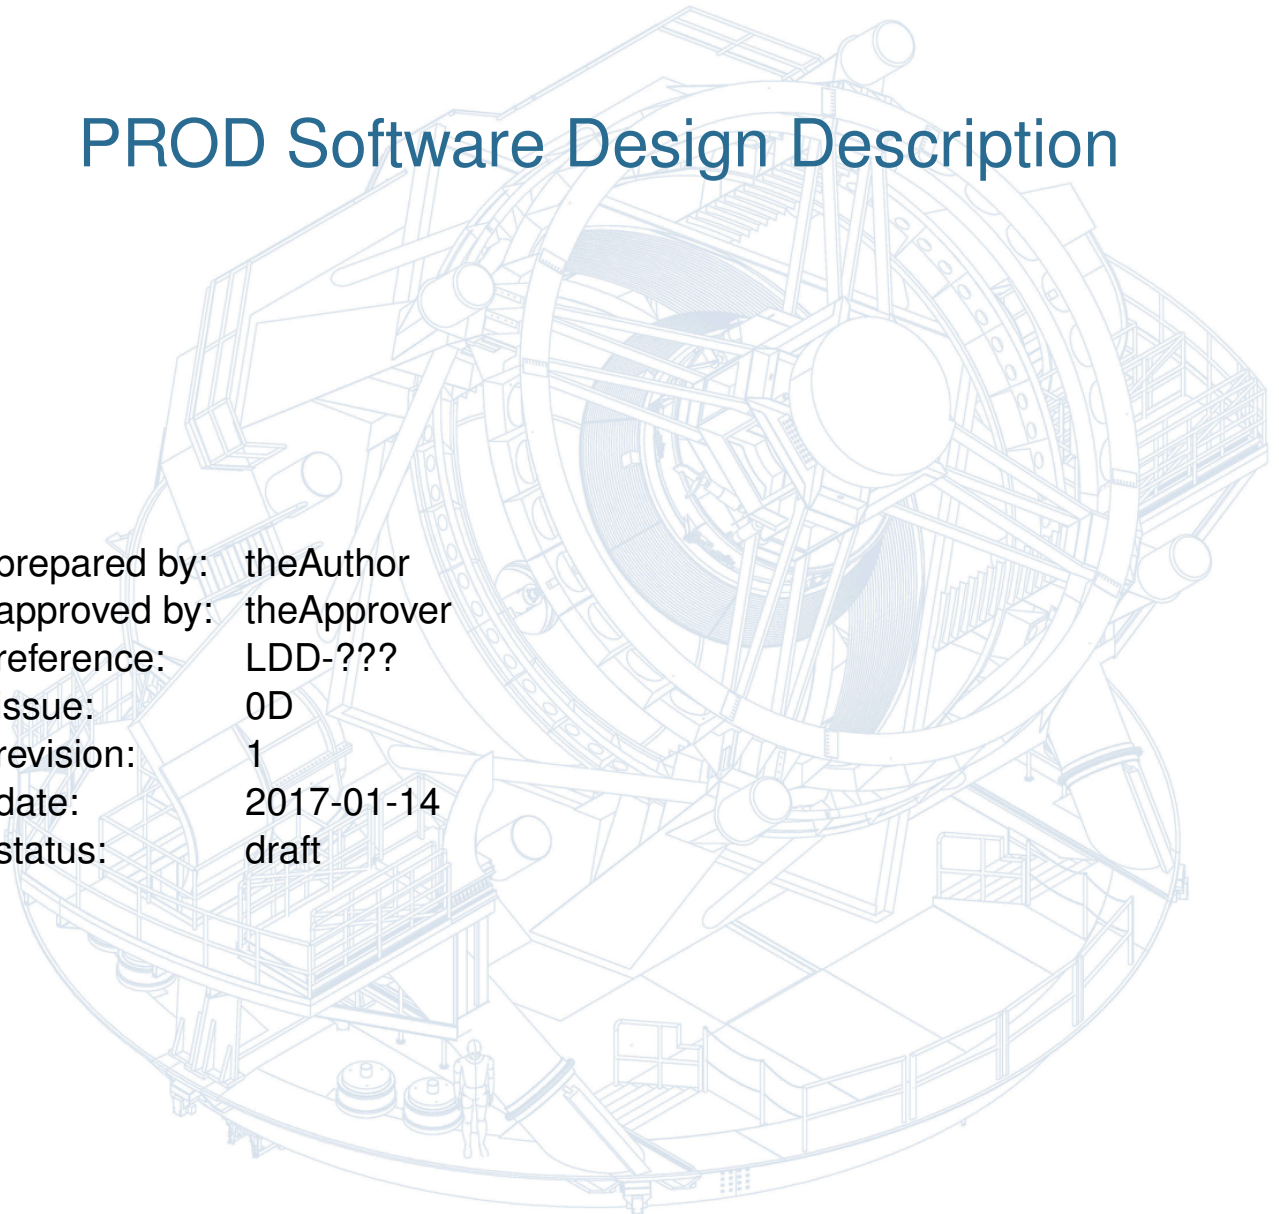 PROD Software Design Description
prepared by: theAuthor
approved by: theApprover
reference: LDD-???
issue: 0D
revision: 1
date: 2017-01-14
status: draft